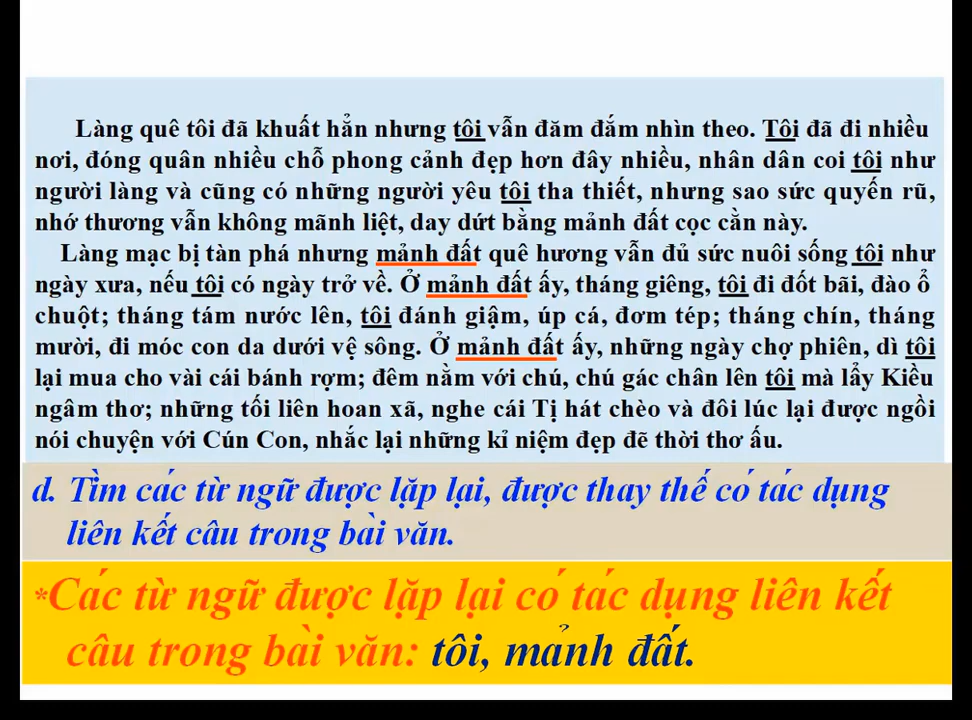 Làng quê tôi đã khuất hẳn nhưng tôi vẫn đăm đắm nhìn theo. Tôi đã đi nhiều
nơi, đóng quân nhiều chỗ phong cảnh đẹp hơn đây nhiều, nhân dân coi tôi như
người làng và cũng có những người yêu tôi tha thiết, nhưng sao sức quyến rũ,
nhớ thương vẫn không mãnh liệt, day dứt bằng mảnh đất cọc cằn này.
Làng mạc bị tàn phá nhưng mảnh đất quê hương vẫn đủ sức nuôi sống tôi như
ngày xưa, nếu tôi có ngày trở về. Ở mảnh đất ấy, tháng giêng, tôi đi đốt bãi, đào ổ
chuột; tháng tám nước lên, tôi đánh giậm, úp cá, đơm tép; tháng chín, tháng
mười, đi móc con da dưới vệ sông. Ở mảnh đất ấy, những ngày chợ phiên, dì tôi
lại mua cho vài cái bánh rợm; đêm nằm với chú, chú gác chân lên tôi mà lẩy Kiều
ngâm thơ; những tối liên hoan xã, nghe cái Tị hát chèo và đôi lúc lại được ngồi
nói chuyện với Cún Con, nhắc lại những kỉ niệm đẹp đẽ thời thơ ấu.
d. Tìm các từ ngữ được lặp lại, được thay thế có tác dụng
liên kết câu trong bài văn.
*Các từ ngữ được lặp lại có tác dụng liên kết
câu trong bài văn: tôi, mảnh đất.